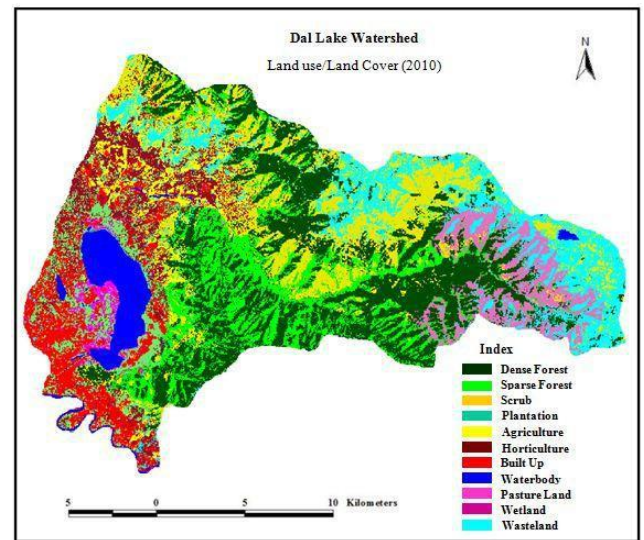 Dal Lake Watershed
Land use/Land Cover (2010)
N
Index
Dense Forest
Sparse Forest
Scrub
Plantation
Agriculture
Horticulture
Built Up
Waterbody
Pasture Land
Wetland
Wasteland
5 0 5 10 Kilometers